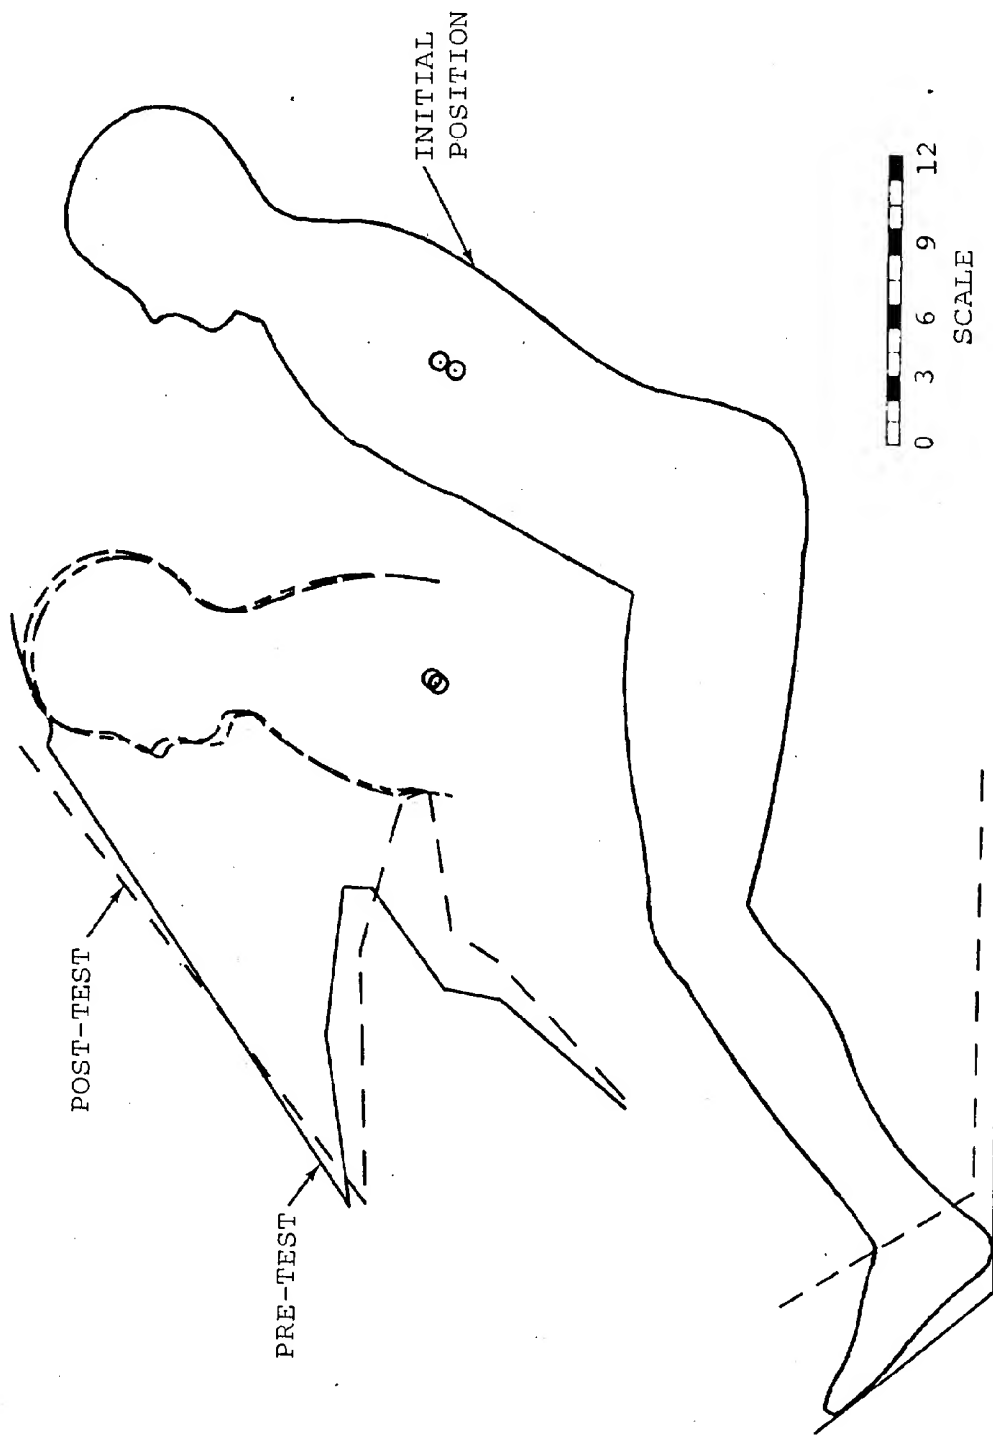 POST-TEST
PRE-TEST
INITIAL
POSITION
0 3 6 9 12
SCALE